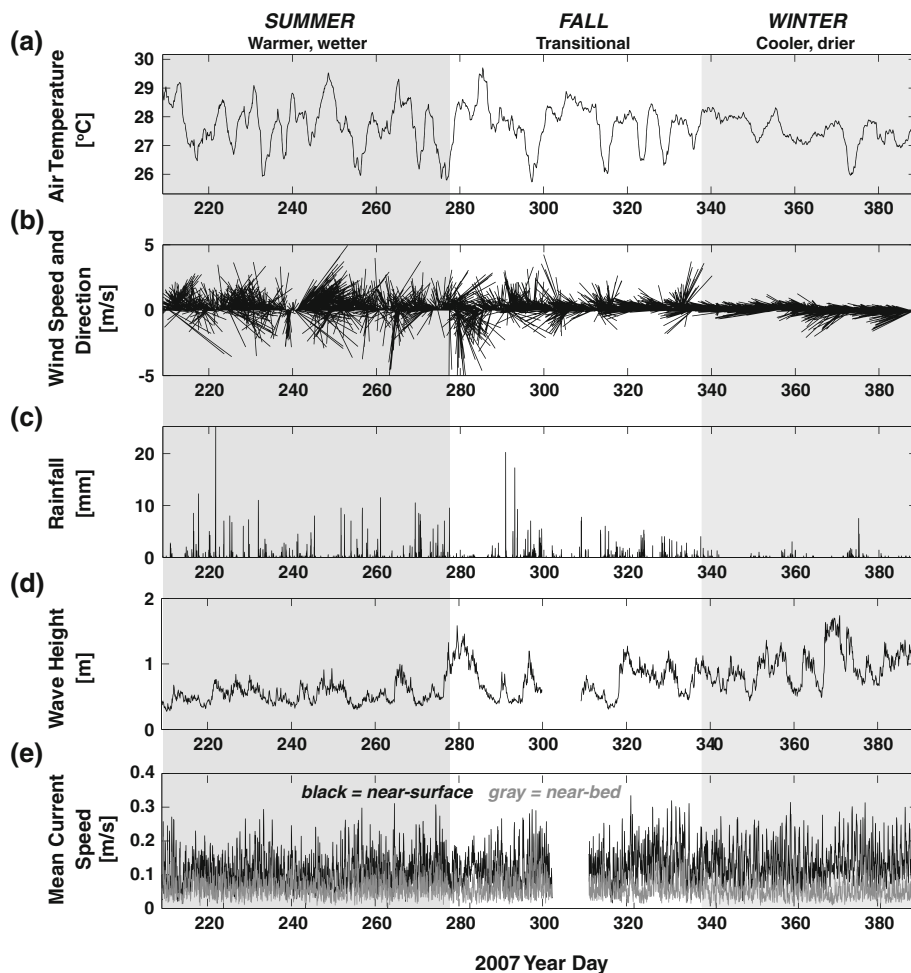 SUMMER FALL WINTER
Warmer, wetter Transitional Cooler, drier
(a)
Air Temperature
[°C]
30
29
28
27
26
220 240 260 280 300 320 340 360 380
(b)
Wind Speed and
Direction
[m/s]
5
0
-5
220 240 260 280 300 320 340 360 380
(c)
Rainfall
[mm]
20
10
0
220 240 260 280 300 320 340 360 380
(d)
Wave Height
[m]
2
1
0
220 240 260 280 300 320 340 360 380
(e)
Mean Current
Speed
[m/s]
black = near-surface gray = near-bed
0.4
0.3
0.2
0.1
0
220 240 260 280 300 320 340 360 380
2007 Year Day